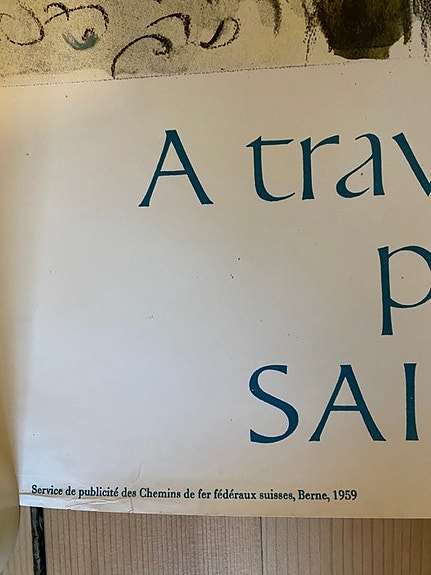 A trav
p
SAI
Service de publicité des Chemins de fer fédéraux suisses, Berne, 1959